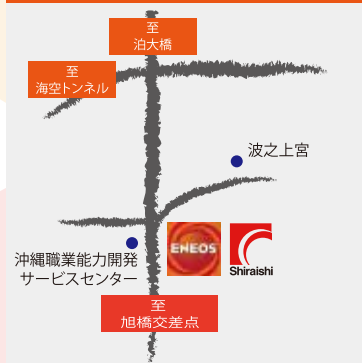 至
泊大橋
至
海空トンネル
波之上宮
ENEOS
Shiraishi
沖縄職業能力開発
サービスセンター
至
旭橋交差点